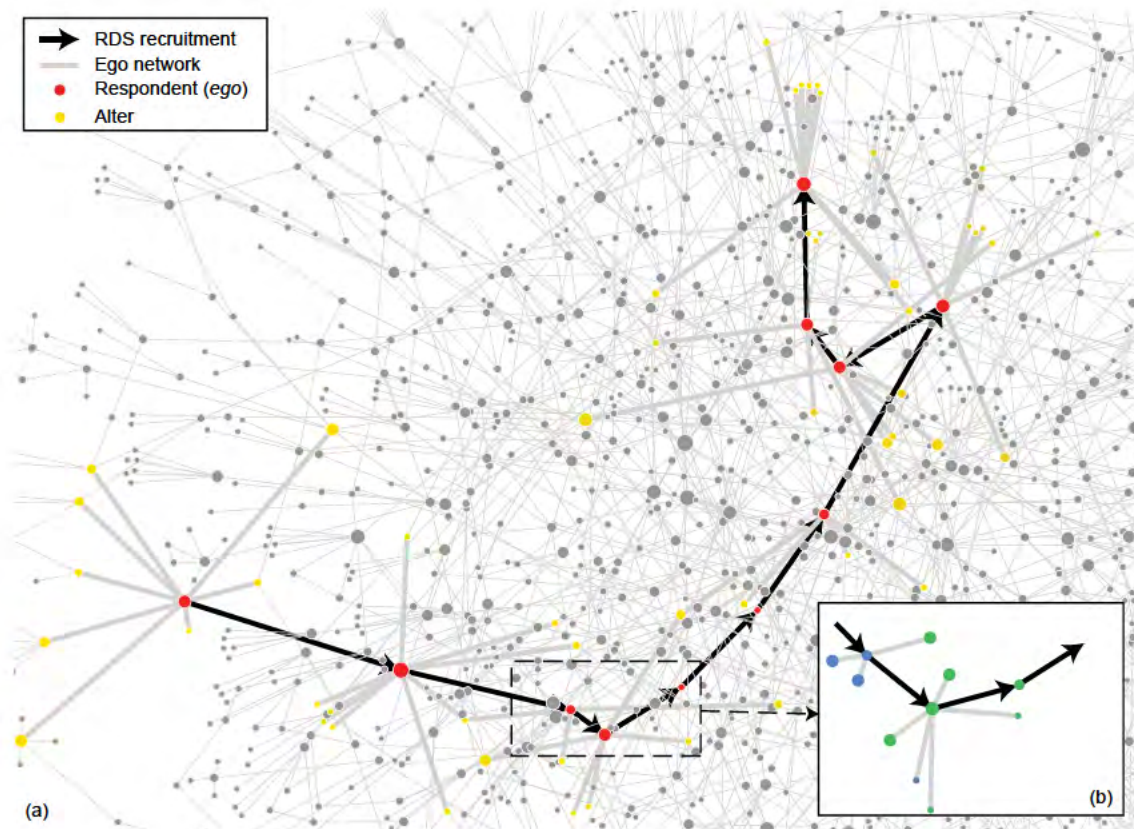 RDS recruitment
Ego network
Respondent (ego)
Alter
(a)
(b)